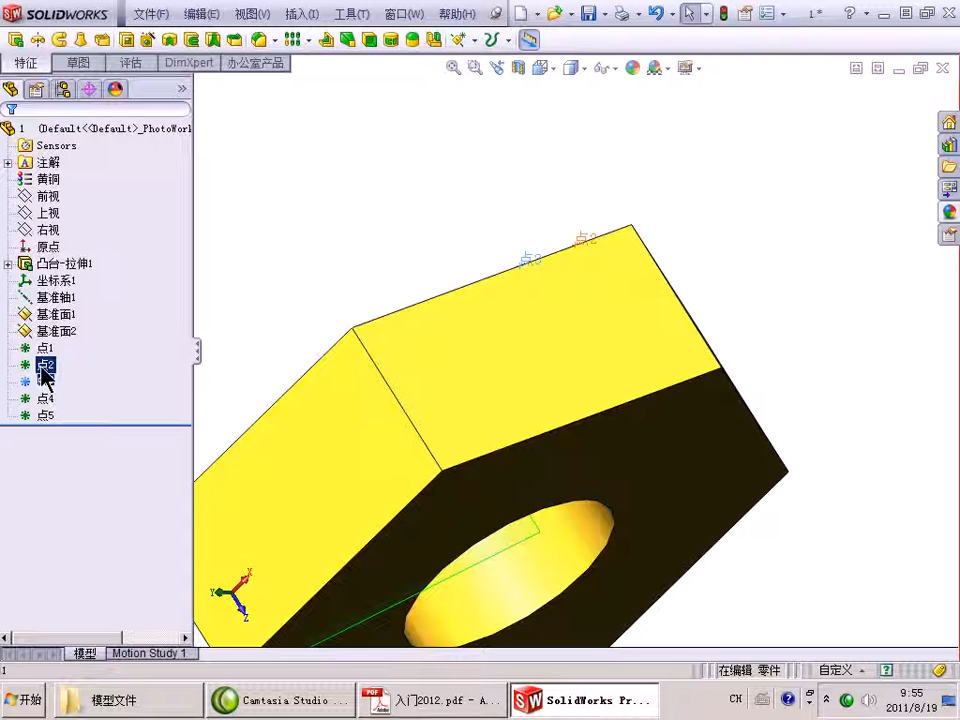 SW SOLIDWORKS 文件(F) 编辑(E) 视图(V) 插入(I) 工具(T) 窗口(W) 帮助(H) 1 *
特征 草图 评估 DimXpert 办公室产品
1 (Default<<Default>_PhotoWork
Sensors
注解
黄铜
前视
上视
右视
原点
凸台-拉伸1
坐标系1
基准轴1
基准面1
基准面2
点1
点2
点4
点5
点2
点3
X
Y
Z
模型 Motion Study 1
1 在编辑 零件 自定义
开始 模型文件 Camtasia Studio ... 入门2012.pdf - A... SolidWorks Pr... CH 9:55
2011/8/19